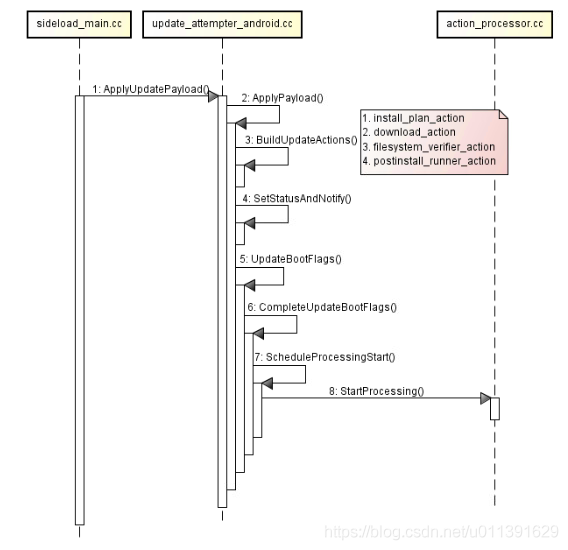 sideload_main.cc
update_attempter_android.cc
action_processor.cc
1: ApplyUpdatePayload()
2: ApplyPayload()
1. install_plan_action
2. download_action
3. filesystem_verifier_action
4. postinstall_runner_action
3: BuildUpdateActions()
4: SetStatusAndNotify()
5: UpdateBootFlags()
6: CompleteUpdateBootFlags()
7: ScheduleProcessingStart()
8: StartProcessing()
https://blog.csdn.net/u011391629